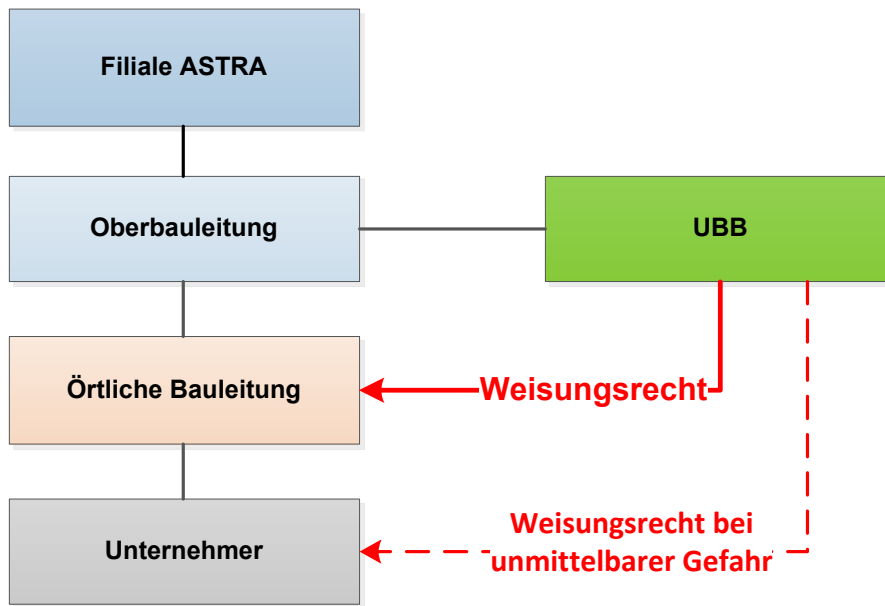 Filiale ASTRA
Oberbauleitung
UBB
Örtliche Bauleitung
Weisungsrecht
Unternehmer
Weisungsrecht bei
unmittelbarer Gefahr